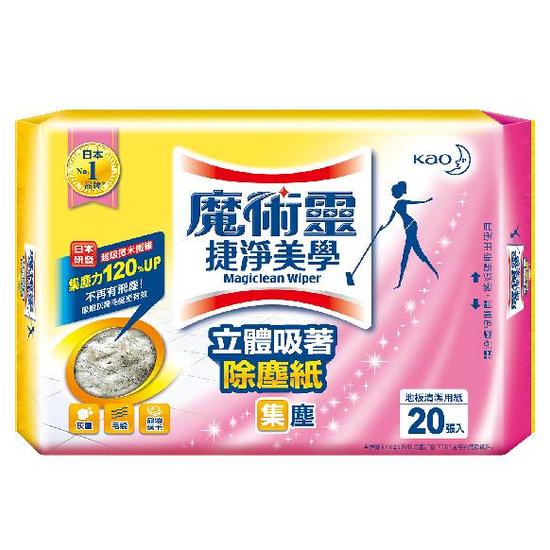 日本
No.1
品牌
Kao
魔術靈
捷淨美學
Magiclean Wiper
日本
研發
超吸微米纖維
集塵力120%UP
不再有飛塵!
立體吸著
除塵紙
集塵
灰塵
毛髮
地板清潔用紙
20張入